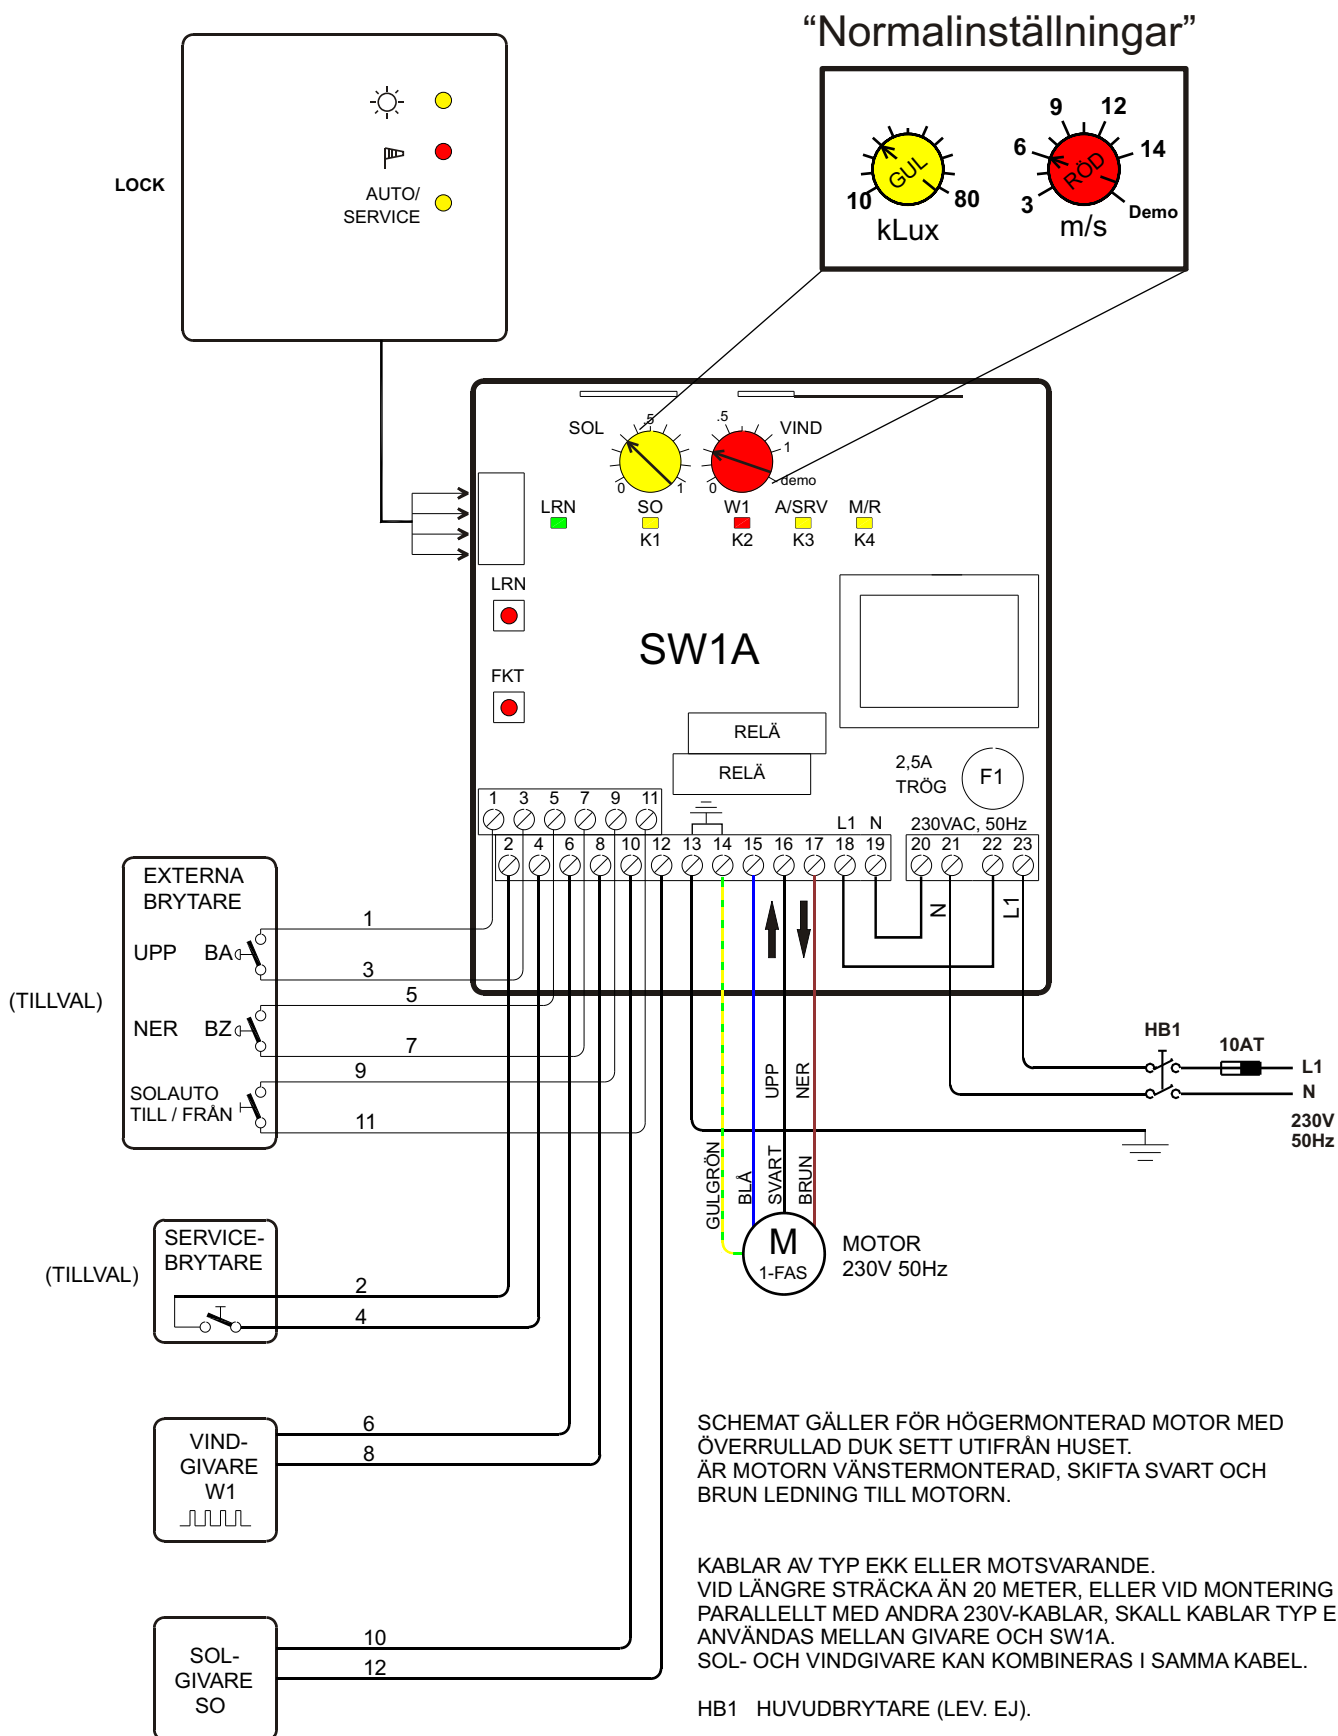 “Normalinställningar”
9 12
6 14
3 Demo
GUL RÖD
10 80
kLux m/s
LOCK
AUTO/
SERVICE
SOL .5 .5 VIND
1
0 1 0 demo
LRN SO W1 A/SRV M/R
K1 K2 K3 K4
LRN
SW1A
FKT
RELÄ
RELÄ
2,5A
TRÖG
F1
1 3 5 7 9 11
L1 N 230VAC, 50Hz
2 4 6 8 10 12 13 14 15 16 17 18 19 20 21 22 23
N L1
EXTERNA
BRYTARE
UPP BA
1
3
(TILLVAL)
NER BZ
5
7
SOLAUTO
TILL / FRÅN
9
11
HB1
10AT
L1
N
230V
50Hz
UPP NER
GULGRÖN BLÅ SVART BRUN
M
1-FAS
MOTOR
230V 50Hz
SERVICE-
BRYTARE
(TILLVAL)
2
4
VIND-
GIVARE
W1
6
8
SOL-
GIVARE
SO
10
12
SCHEMAT GÄLLER FÖR HÖGERMONTERAD MOTOR MED
ÖVERRULLAD DUK SETT UTIFRÅN HUSET.
ÄR MOTORN VÄNSTERMONTERAD, SKIFTA SVART OCH
BRUN LEDNING TILL MOTORN.
KABLAR AV TYP EKK ELLER MOTSVARANDE.
VID LÄNGRE STRÄCKA ÄN 20 METER, ELLER VID MONTERING
PARALLELLT MED ANDRA 230V-KABLAR, SKALL KABLAR TYP E
ANVÄNDAS MELLAN GIVARE OCH SW1A.
SOL- OCH VINDGIVARE KAN KOMBINERAS I SAMMA KABEL.
HB1 HUVUDBRYTARE (LEV. EJ).